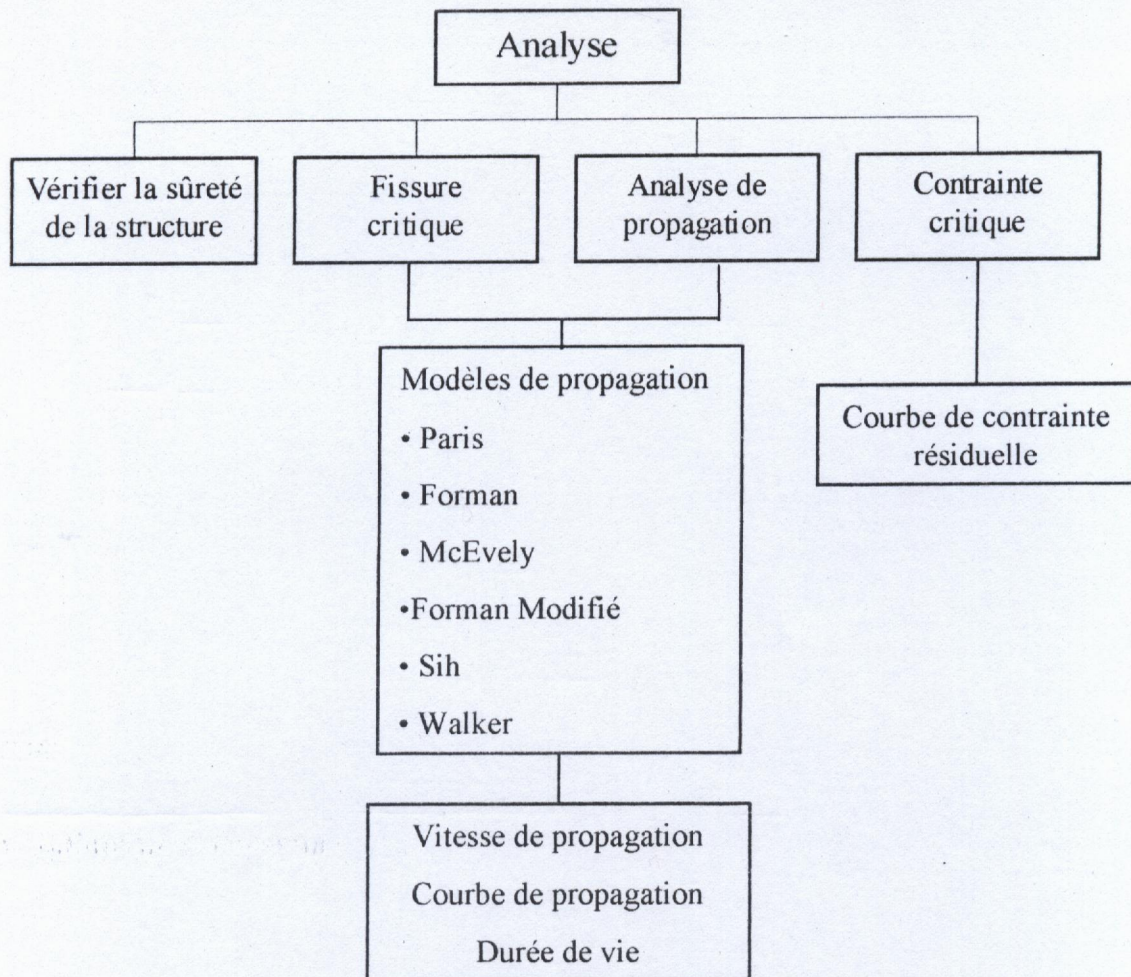 Analyse
Vérifier la sûreté
de la structure
Fissure
critique
Analyse de
propagation
Contrainte
critique
Modèles de propagation
• Paris
• Forman
• McEvely
•Forman Modifié
• Sih
• Walker
Courbe de contrainte
résiduelle
Vitesse de propagation
Courbe de propagation
Durée de vie